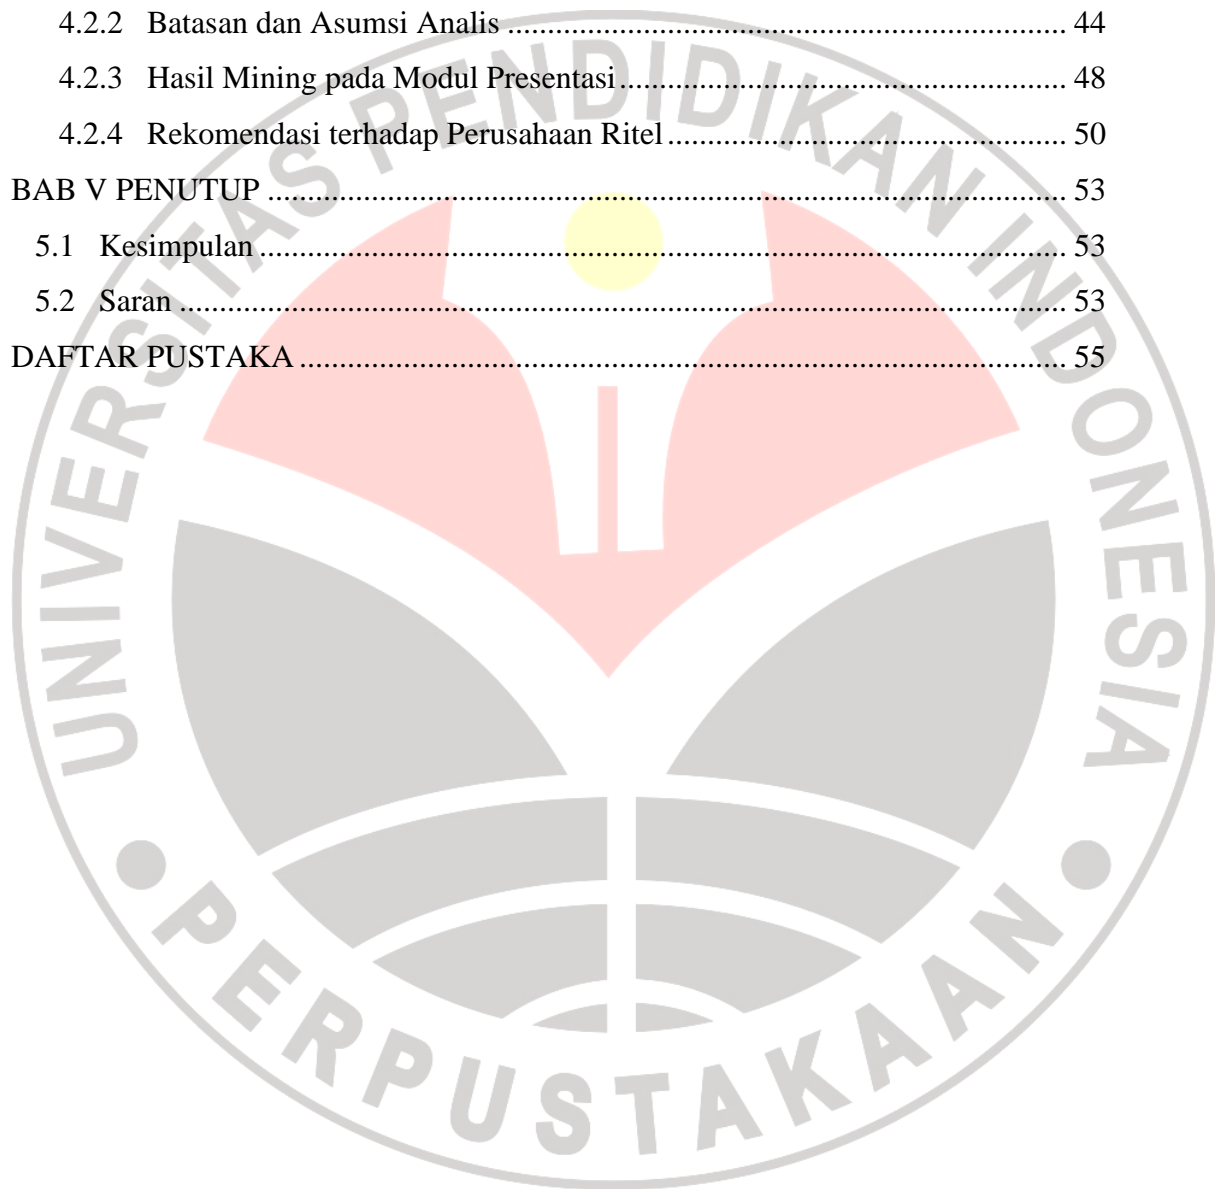 4.2.2 Batasan dan Asumsi Analis ...................................................................... 44
4.2.3 Hasil Mining pada Modul Presentasi ........................................................ 48
4.2.4 Rekomendasi terhadap Perusahaan Ritel .................................................. 50
BAB V PENUTUP .................................................................................................... 53
5.1 Kesimpulan ..................................................................................................... 53
5.2 Saran ............................................................................................................... 53
DAFTAR PUSTAKA ................................................................................................ 55
UNIVERSITAS PENDIDIKAN INDONESIA
PERPUSTAKAAN